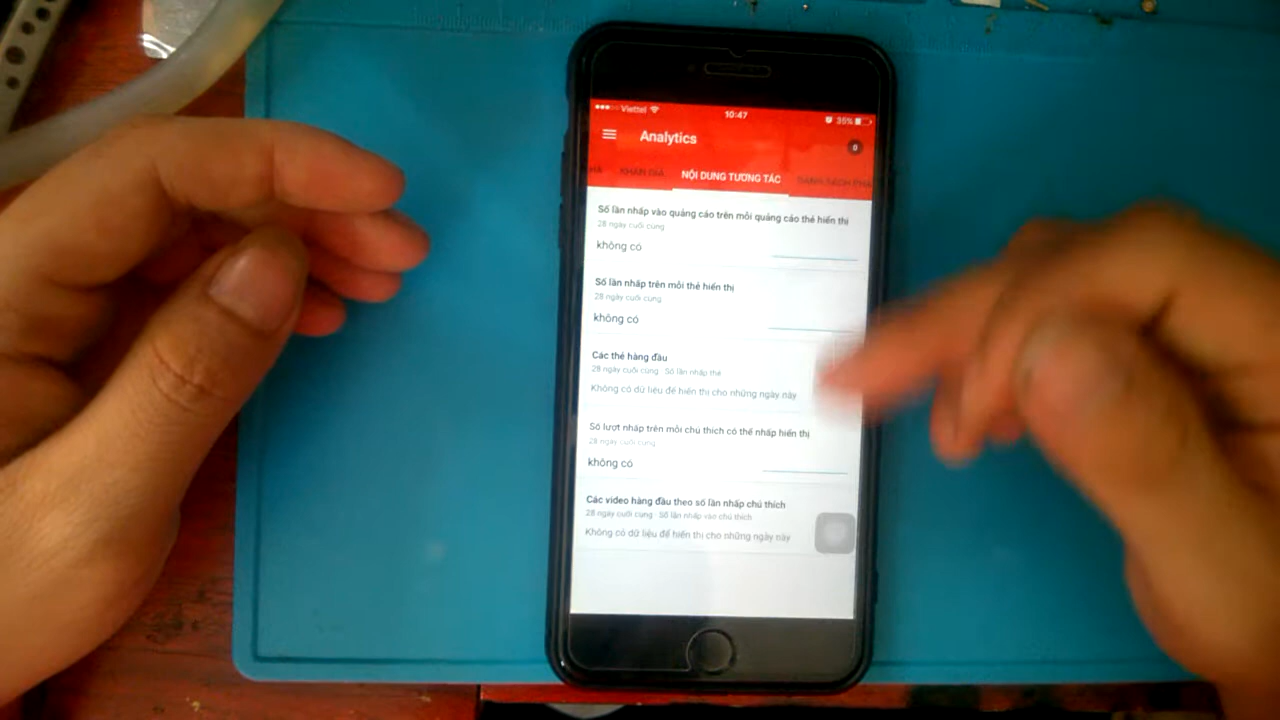 Viettel 10:47 35%
Analytics 0
KHÁN GIẢ NỘI DUNG TƯƠNG TÁC
Số lần nhấp vào quảng cáo trên mỗi quảng cáo thẻ hiển thị
28 ngày cuối cùng
không có
Số lần nhấp trên mỗi thẻ hiển thị
28 ngày cuối cùng
không có
Các thẻ hàng đầu
28 ngày cuối cùng · Số lần nhấp thẻ
Không có dữ liệu để hiển thị cho những ngày này
Số lượt nhấp trên mỗi chú thích có thể nhấp hiển thị
28 ngày cuối cùng
không có
Các video hàng đầu theo số lần nhấp chú thích
28 ngày cuối cùng · Số lần nhấp vào chú thích
Không có dữ liệu để hiển thị cho những ngày này